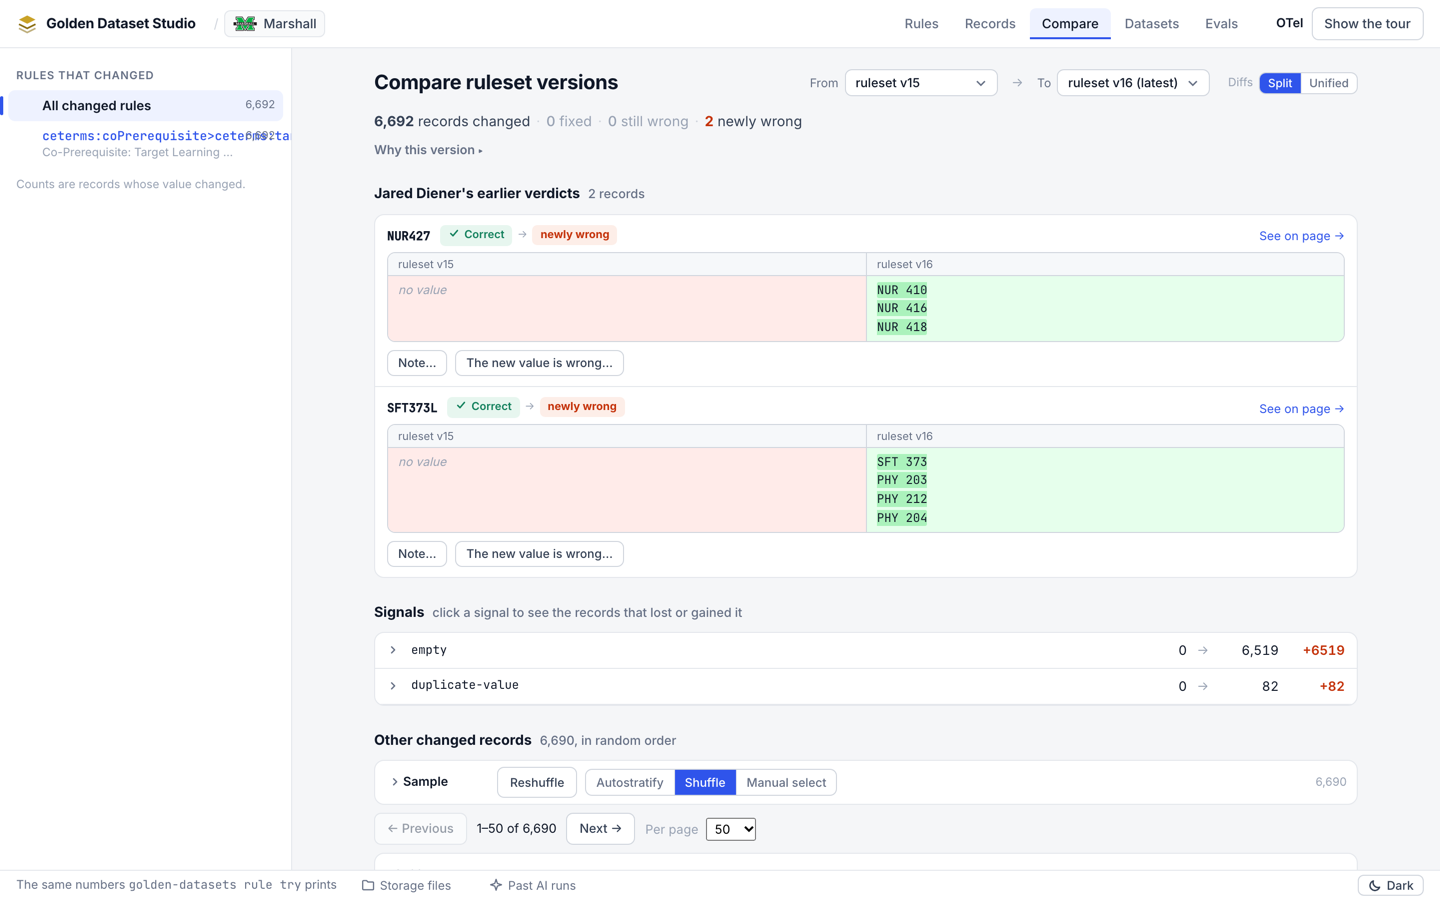 Golden Dataset Studio / Marshall Rules Records Compare Datasets Evals OTel Show the tour
RULES THAT CHANGED
All changed rules 6,692
ceterms:coPrerequisite>ceterms:ta
Co-Prerequisite: Target Learning ...
Counts are records whose value changed.
Compare ruleset versions From ruleset v15 → To ruleset v16 (latest) Diffs Split Unified
6,692 records changed · 0 fixed · 0 still wrong · 2 newly wrong
Why this version ▸
Jared Diener's earlier verdicts 2 records
NUR427 ✓ Correct → newly wrong See on page →
ruleset v15 ruleset v16
no value NUR 410
NUR 416
NUR 418
Note... The new value is wrong...
SFT373L ✓ Correct → newly wrong See on page →
ruleset v15 ruleset v16
no value SFT 373
PHY 203
PHY 212
PHY 204
Note... The new value is wrong...
Signals click a signal to see the records that lost or gained it
empty 0 → 6,519 +6519
duplicate-value 0 → 82 +82
Other changed records 6,690, in random order
Sample Reshuffle Autostratify Shuffle Manual select 6,690
← Previous 1–50 of 6,690 Next → Per page 50
The same numbers golden-datasets rule try prints Storage files Past AI runs Dark